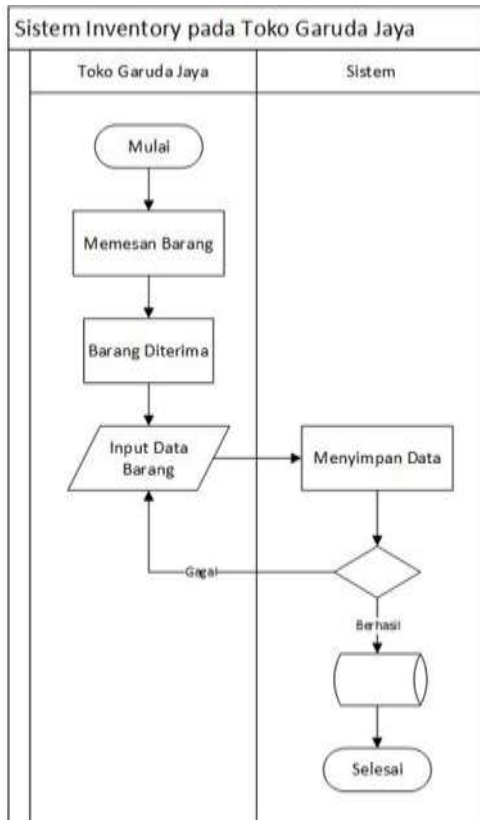 Sistem Inventory pada Toko Garuda Jaya
Toko Garuda Jaya
Sistem
Mulai
Memesan Barang
Barang Diterima
Input Data
Barang
Menyimpan Data
Gagal
Berhasil
Selesai